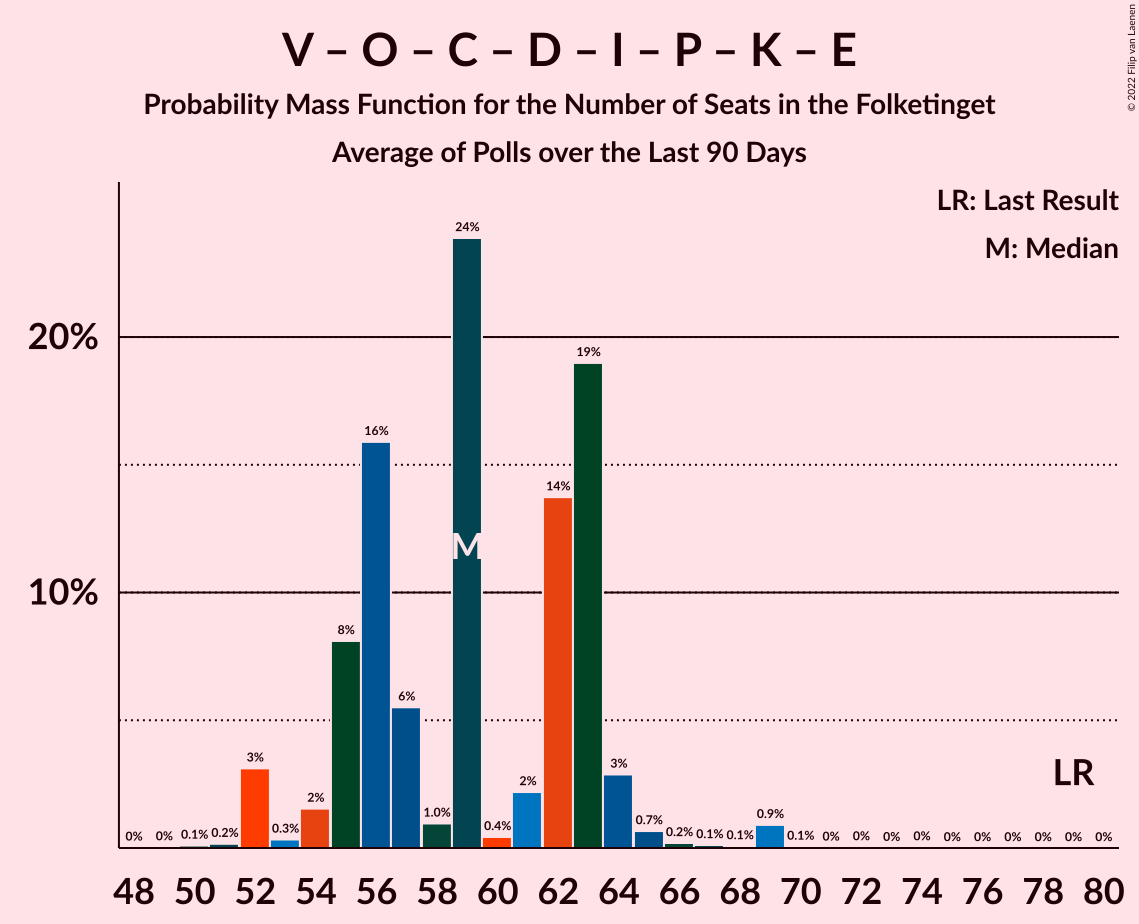 V – O – C – D – I – P – K – E
Probability Mass Function for the Number of Seats in the Folketinget
Average of Polls over the Last 90 Days
© 2022 Filip van Laenen
LR: Last Result
M: Median
20%
10%
0% 0% 0.1% 0.2% 3% 0.3% 2% 8% 16% 6% 1.0% 24% 0.4% 2% 14% 19% 3% 0.7% 0.2% 0.1% 0.1% 0.9% 0.1% 0% 0% 0% 0% 0% 0% 0% 0% 0% 0%
M
LR
48 50 52 54 56 58 60 62 64 66 68 70 72 74 76 78 80